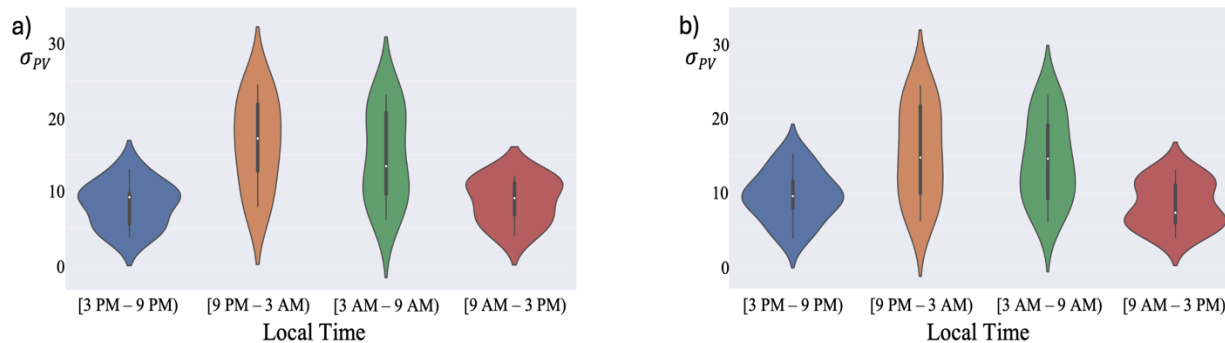 a)
σPV
30
20
10
0
[3 PM – 9 PM) [9 PM – 3 AM) [3 AM – 9 AM) [9 AM – 3 PM)
Local Time
b)
σPV
30
20
10
0
[3 PM – 9 PM) [9 PM – 3 AM) [3 AM – 9 AM) [9 AM – 3 PM)
Local Time